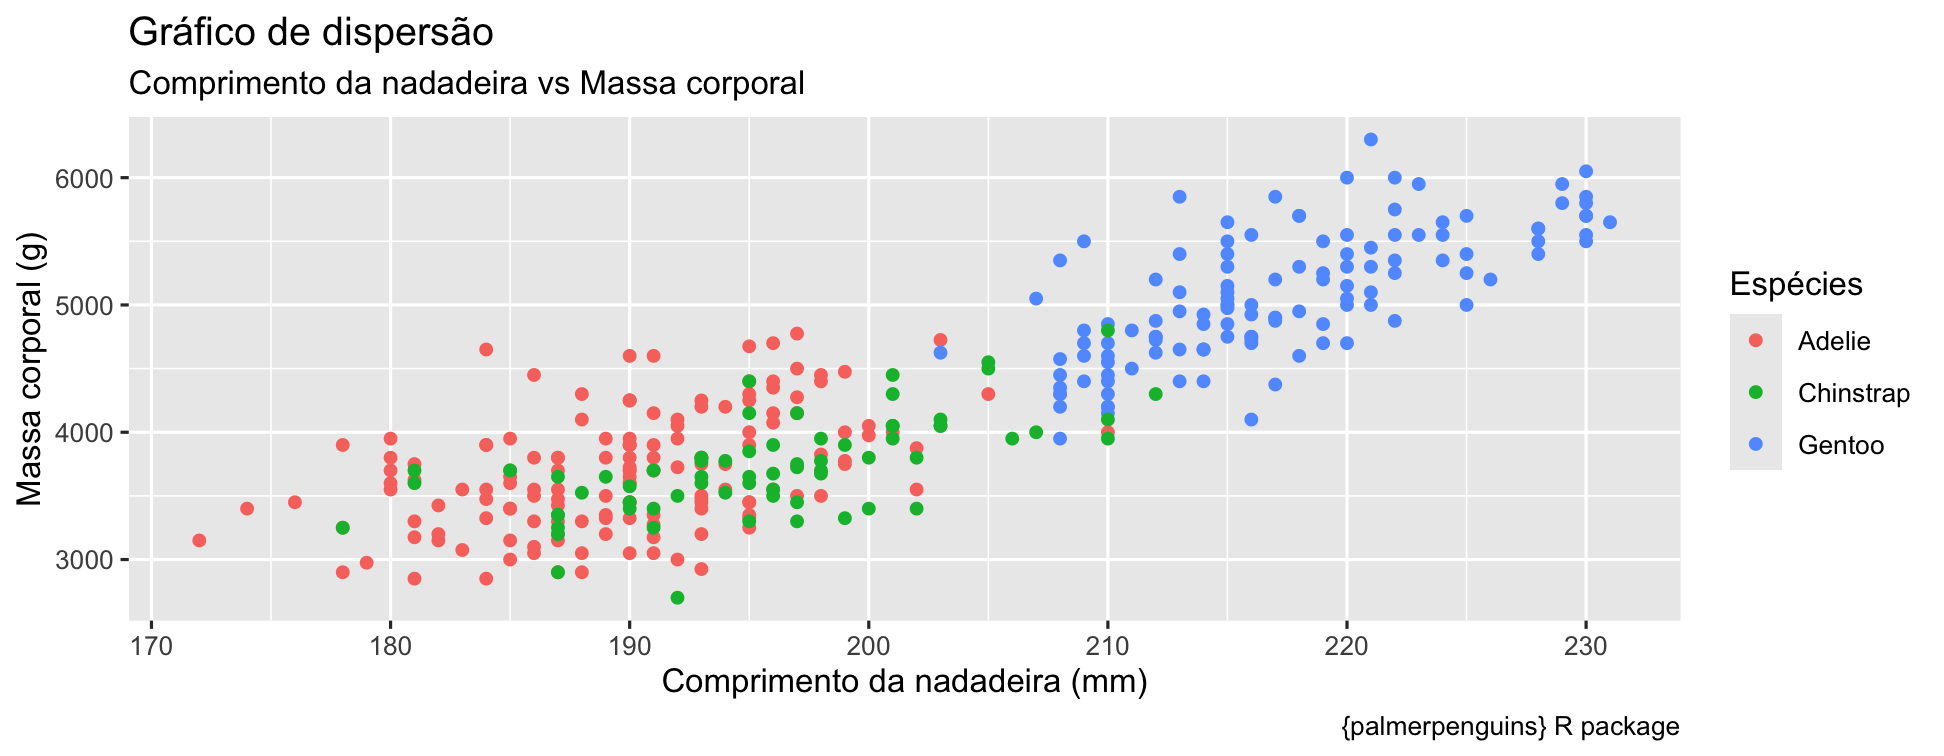 Gráfico de dispersão
Comprimento da nadadeira vs Massa corporal
Massa corporal (g)
6000
5000
4000
3000
170 180 190 200 210 220 230
Comprimento da nadadeira (mm)
Espécies
Adelie
Chinstrap
Gentoo
{palmerpenguins} R package